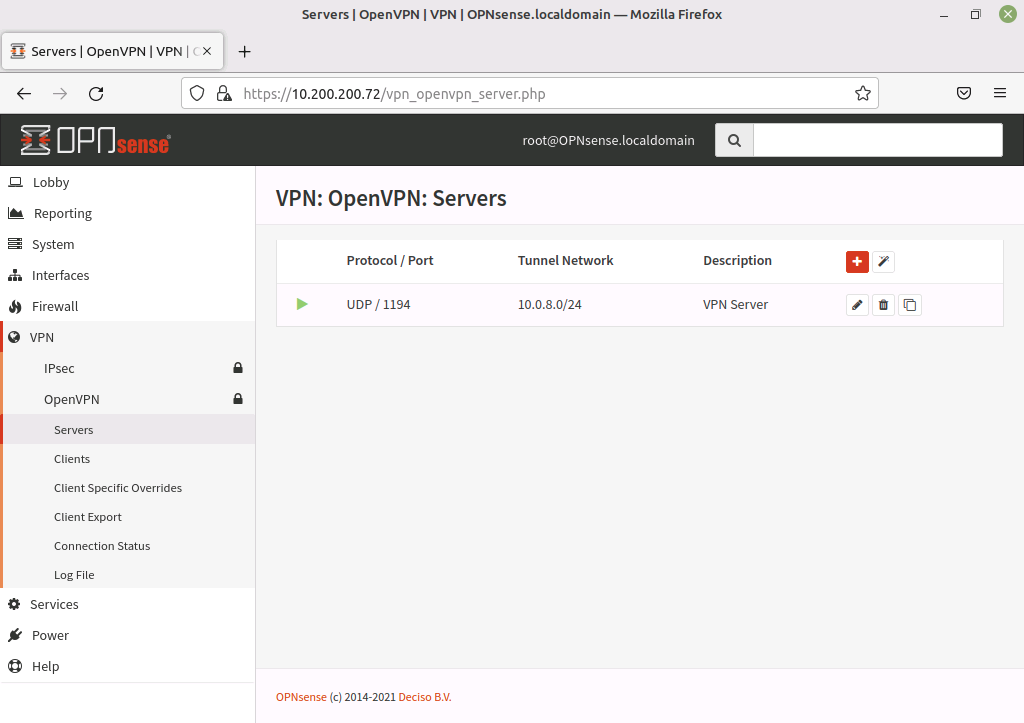 Servers | OpenVPN | VPN | OPNsense.localdomain — Mozilla Firefox
Servers | OpenVPN | VPN |
https://10.200.200.72/vpn_openvpn_server.php
OPNsense
root@OPNsense.localdomain
Lobby
Reporting
System
Interfaces
Firewall
VPN
IPsec
OpenVPN
Servers
Clients
Client Specific Overrides
Client Export
Connection Status
Log File
Services
Power
Help
VPN: OpenVPN: Servers
Protocol / Port Tunnel Network Description
UDP / 1194 10.0.8.0/24 VPN Server
OPNsense (c) 2014-2021 Deciso B.V.